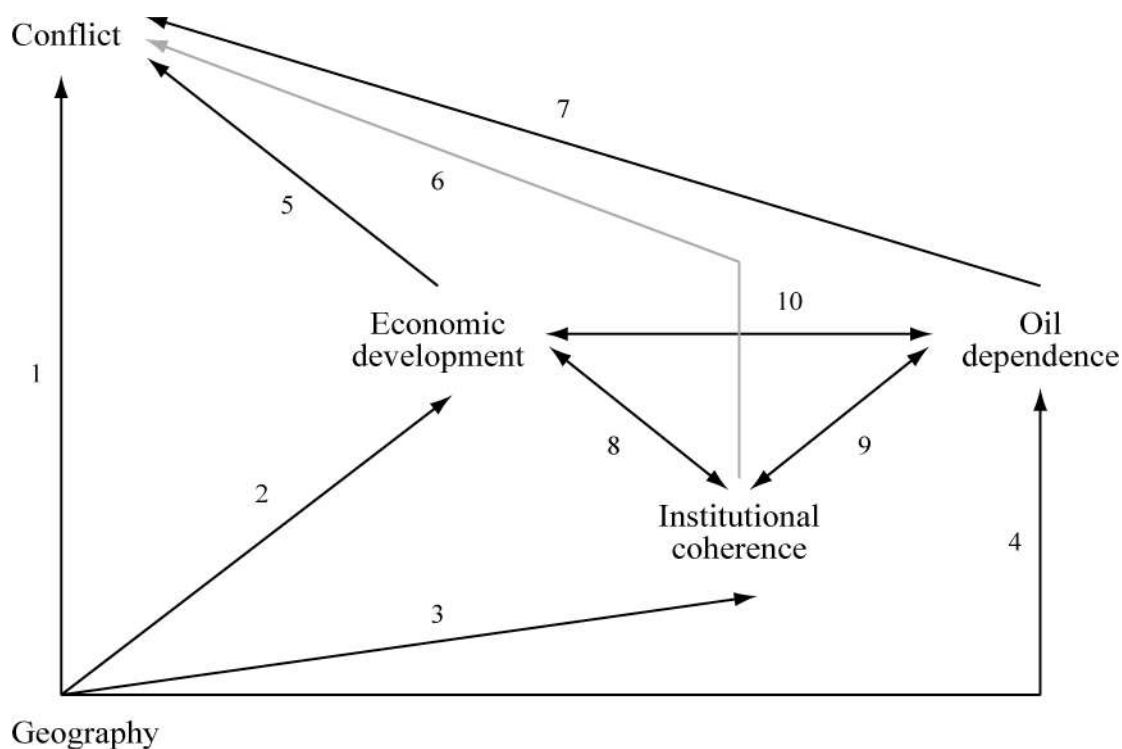 Conflict
7
6
5
10
Economic
development
Oil
dependence
1
8
9
2
Institutional
coherence
4
3
Geography